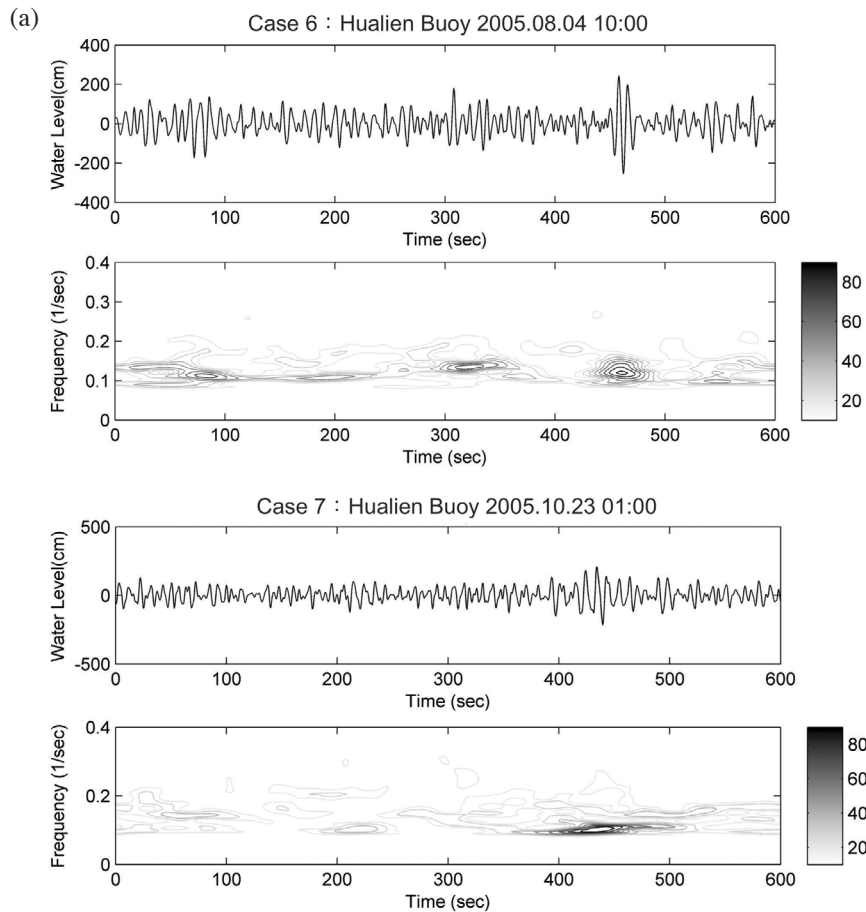 (a)
Case 6：Hualien Buoy 2005.08.04 10:00
400
200
0
-200
-400
Water Level(cm)
0 100 200 300 400 500 600
Time (sec)
0.4
0.3
0.2
0.1
0
Frequency (1/sec)
80
60
40
20
0 100 200 300 400 500 600
Time (sec)
Case 7：Hualien Buoy 2005.10.23 01:00
500
0
-500
Water Level(cm)
0 100 200 300 400 500 600
Time (sec)
0.4
0.2
0
Frequency (1/sec)
80
60
40
20
0 100 200 300 400 500 600
Time (sec)